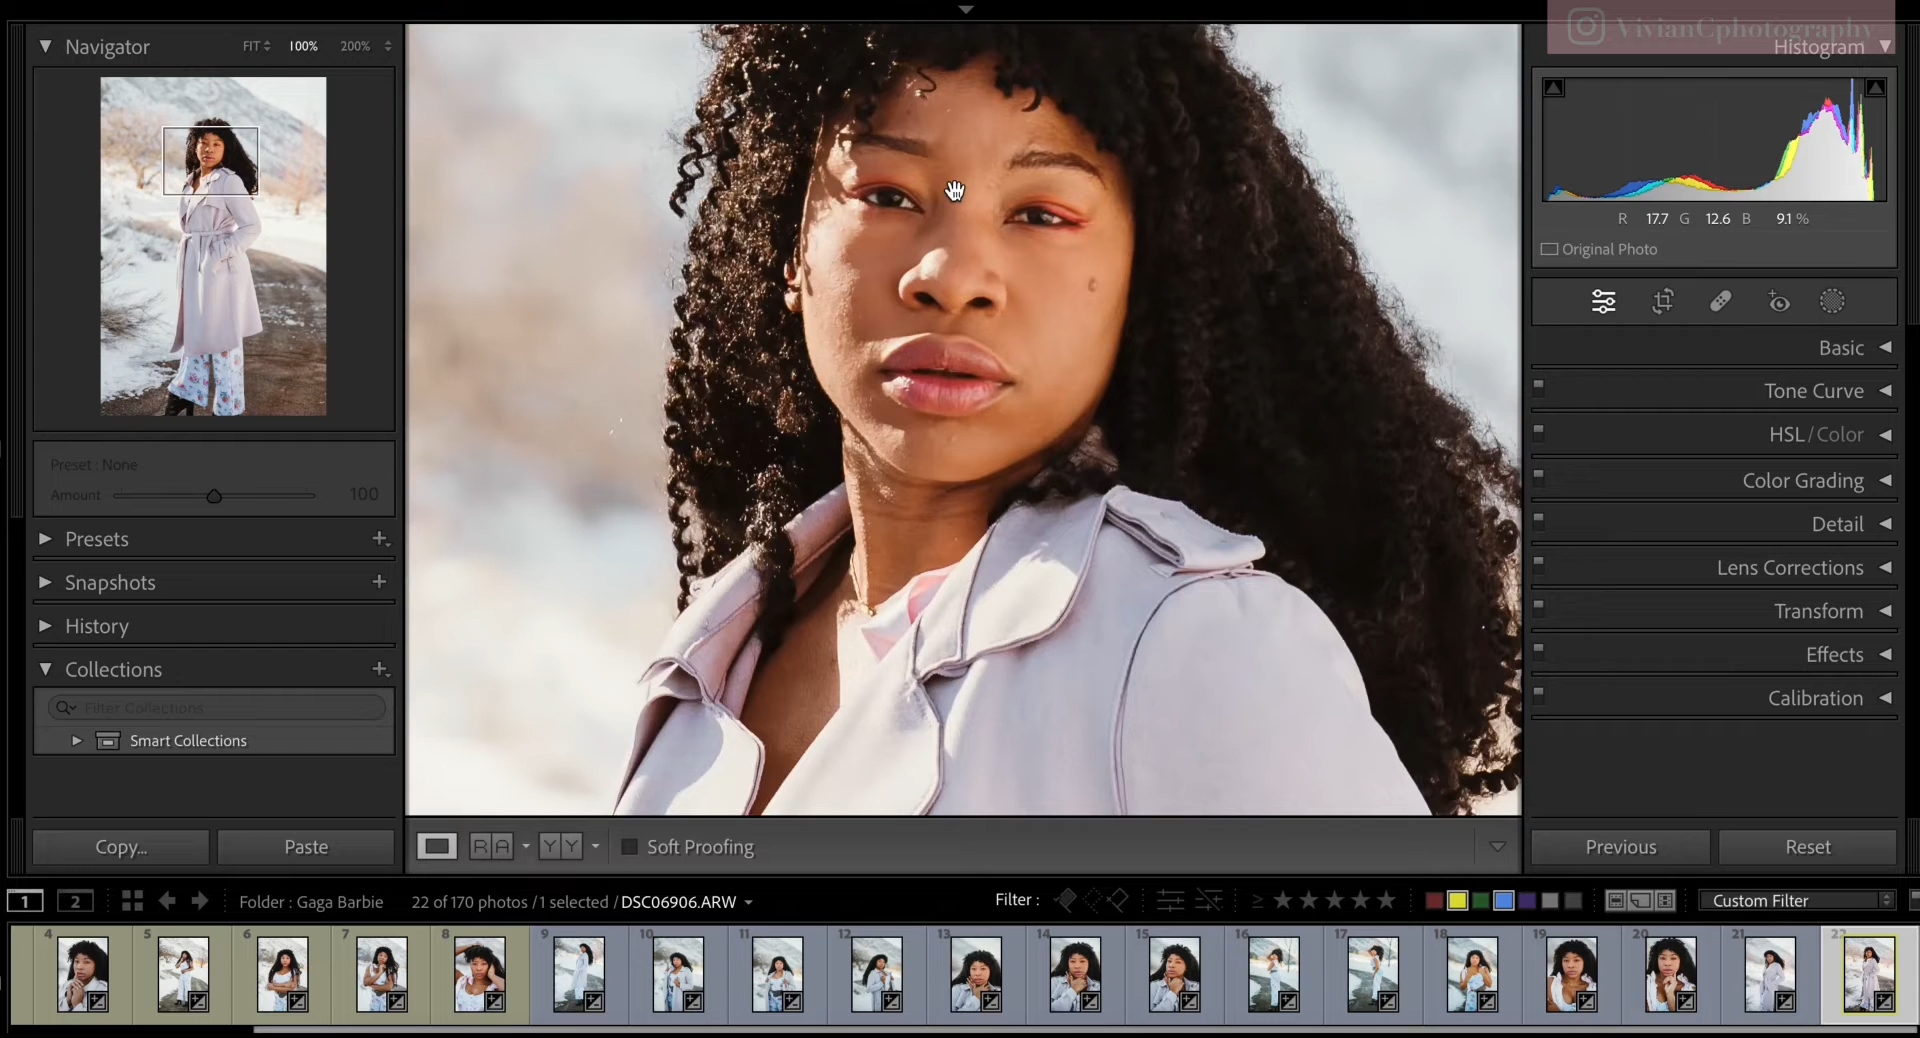 VivianCphotography
Navigator
FIT 100% 200%
Histogram
R 17.7 G 12.6 B 9.1 %
Original Photo
Basic
Tone Curve
HSL / Color
Color Grading
Detail
Lens Corrections
Transform
Effects
Calibration
Preset : None
Amount 100
Presets
Snapshots
History
Collections
Filter Collections
Smart Collections
Copy... Paste
R A Y Y Soft Proofing
Previous Reset
1 2 Folder : Gaga Barbie 22 of 170 photos / 1 selected / DSC06906.ARW Filter : ≥ Custom Filter
4 5 6 7 8 9 10 11 12 13 14 15 16 17 18 19 20 21 22